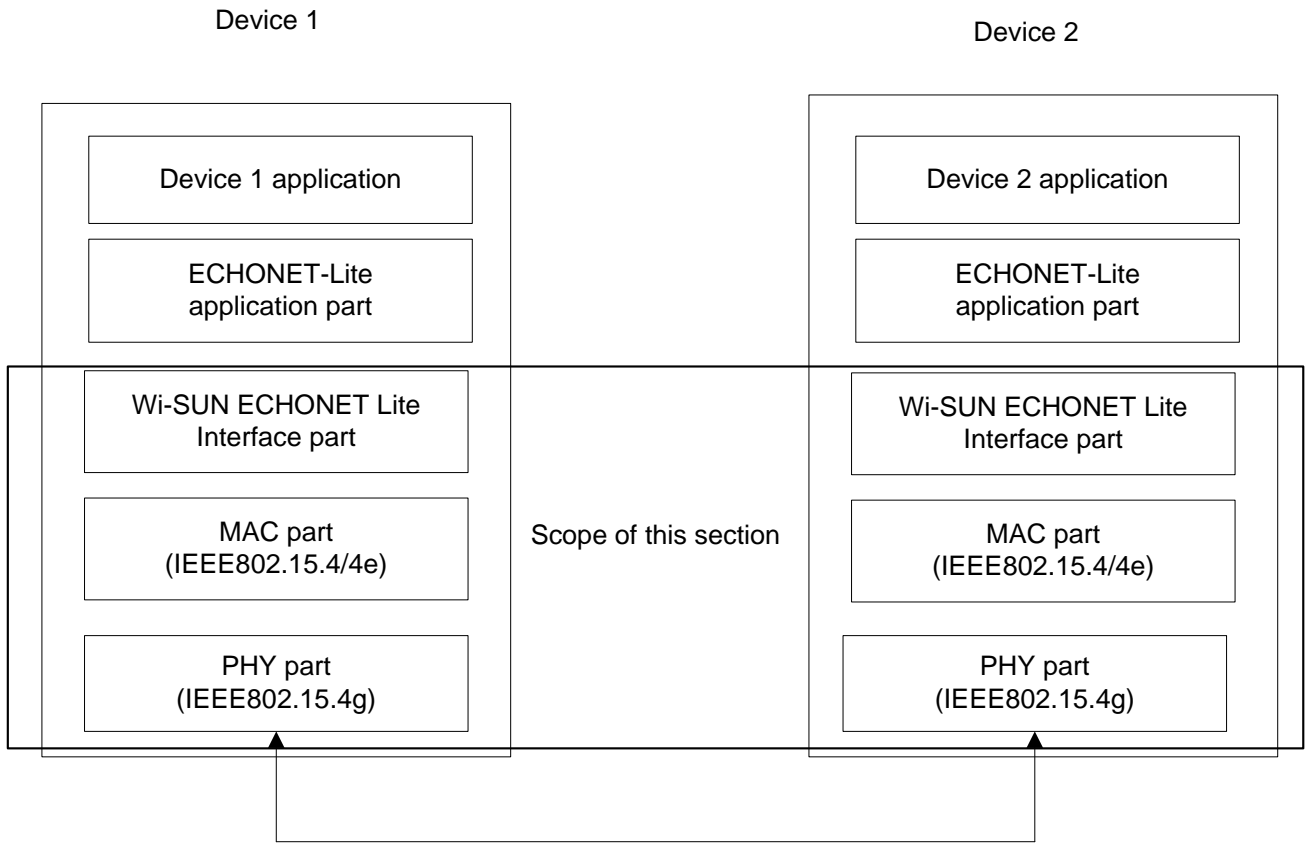 Device 1
Device 2
Device 1 application
Device 2 application
ECHONET-Lite
application part
ECHONET-Lite
application part
Wi-SUN ECHONET Lite
Interface part
Wi-SUN ECHONET Lite
Interface part
MAC part
(IEEE802.15.4/4e)
Scope of this section
MAC part
(IEEE802.15.4/4e)
PHY part
(IEEE802.15.4g)
PHY part
(IEEE802.15.4g)